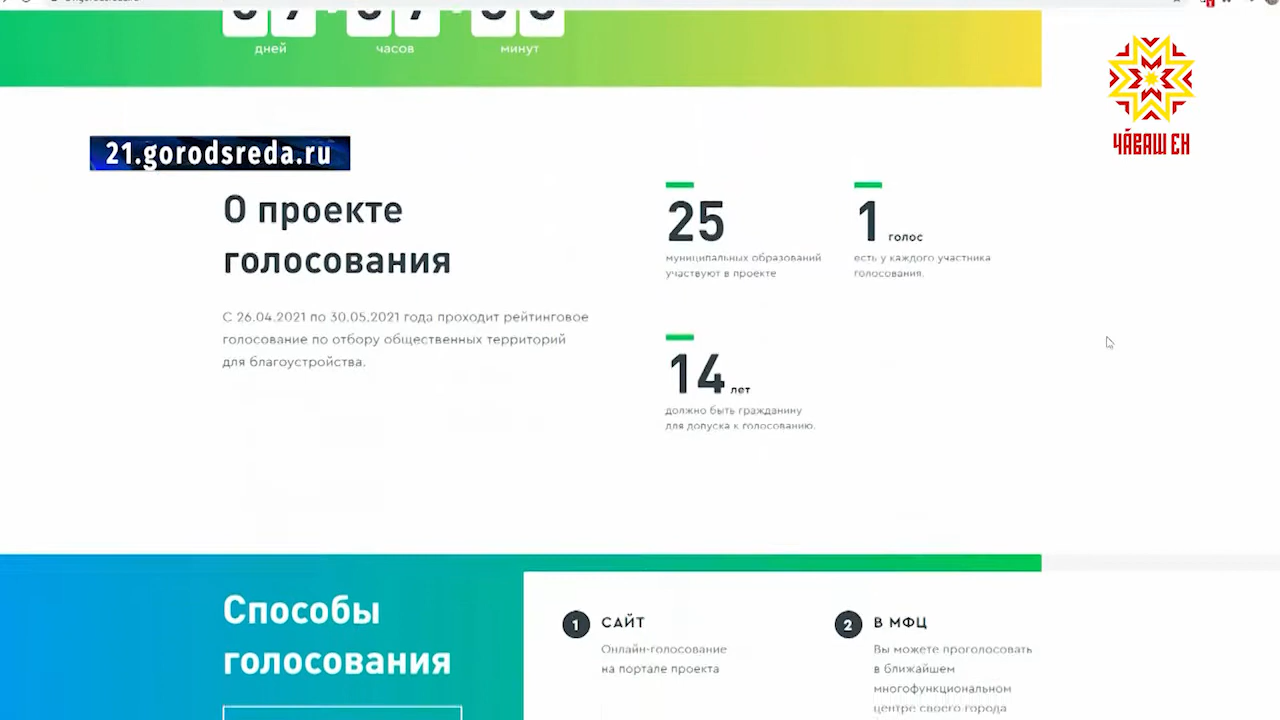 дней
часов
минут
ЧӐВАШ ЕН
21.gorodsreda.ru
О проекте
голосования
С 26.04.2021 по 30.05.2021 года проходит рейтинговое
голосование по отбору общественных территорий
для благоустройства.
25
муниципальных образований
участвуют в проекте
1 голос
есть у каждого участника
голосования.
14 лет
должно быть гражданину
для допуска к голосованию.
Способы
голосования
1 САЙТ
Онлайн-голосование
на портале проекта
2 В МФЦ
Вы можете проголосовать
в ближайшем
многофункциональном
центре своего города